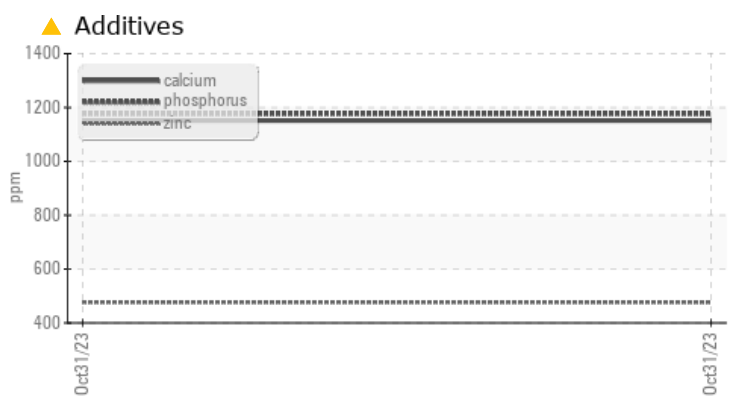 Additives
1400
calcium
phosphorus
1200
zinc
1000
ppm
800
600
400
Oct31/23
Oct31/23